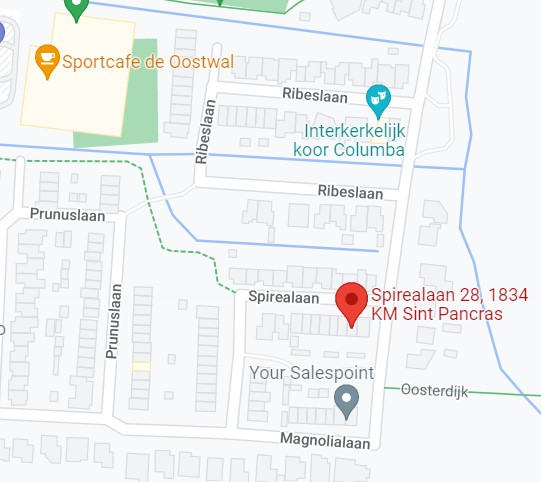 Sportcafe de Oostwal
Ribeslaan
Ribeslaan
Interkerkelijk
koor Columba
Ribeslaan
Prunuslaan
Spirealaan
Spirealaan 28, 1834
KM Sint Pancras
Prunuslaan
Your Salespoint
Oosterdijk
Magnolialaan